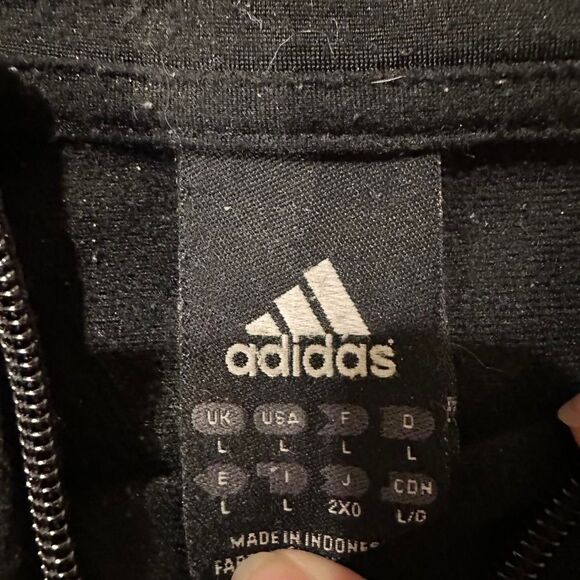 adidas
UK USA F D
L L L L
E I J CDN
L L 2XO L/G
MADE IN INDONE